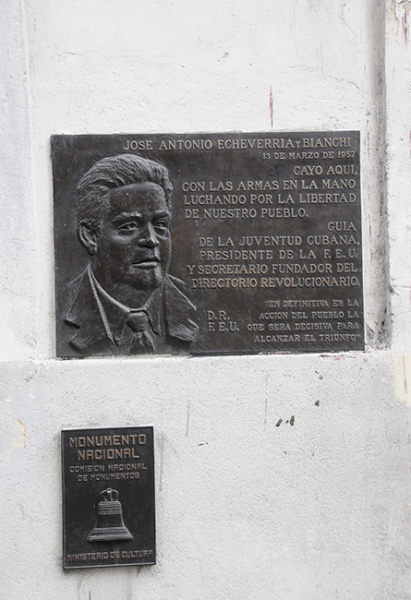 JOSE ANTONIO ECHEVERRIA Y BIANCHI
13 DE MARZO DE 1957
CAYO AQUI,
CON LAS ARMAS EN LA MANO
LUCHANDO POR LA LIBERTAD
DE NUESTRO PUEBLO.
GUIA
DE LA JUVENTUD CUBANA,
PRESIDENTE DE LA F.E.U.
Y SECRETARIO FUNDADOR DEL
DIRECTORIO REVOLUCIONARIO.
"EN DEFINITIVA ES LA
D.R. ACCION DEL PUEBLO LA
F.E.U. QUE SERA DECISIVA PARA
ALCANZAR EL TRIUNFO"
MONUMENTO
NACIONAL
COMISION NACIONAL
DE MONUMENTOS
MINISTERIO DE CULTURA